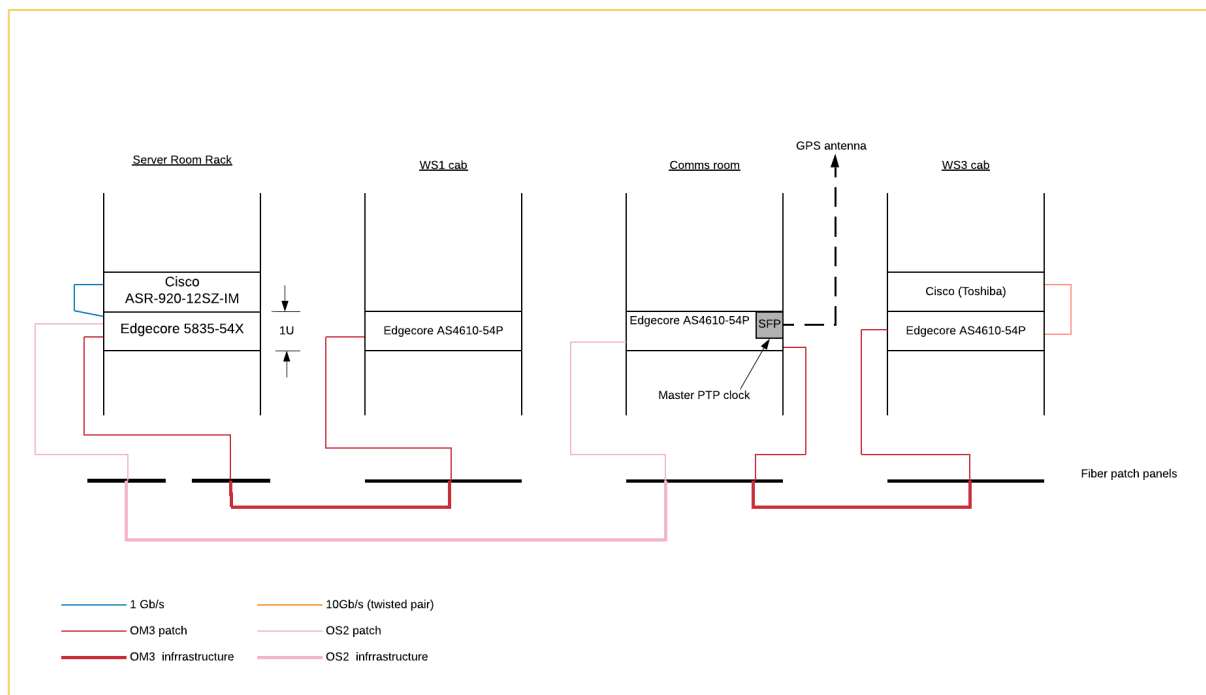 Server Room Rack
WS1 cab
Comms room
GPS antenna
WS3 cab
Cisco
ASR-920-12SZ-IM
Edgecore 5835-54X
1U
Edgecore AS4610-54P
Edgecore AS4610-54P
SFP
Master PTP clock
Cisco (Toshiba)
Edgecore AS4610-54P
Fiber patch panels
1 Gb/s
10Gb/s (twisted pair)
OM3 patch
OS2 patch
OM3 infrrastructure
OS2 infrrastructure